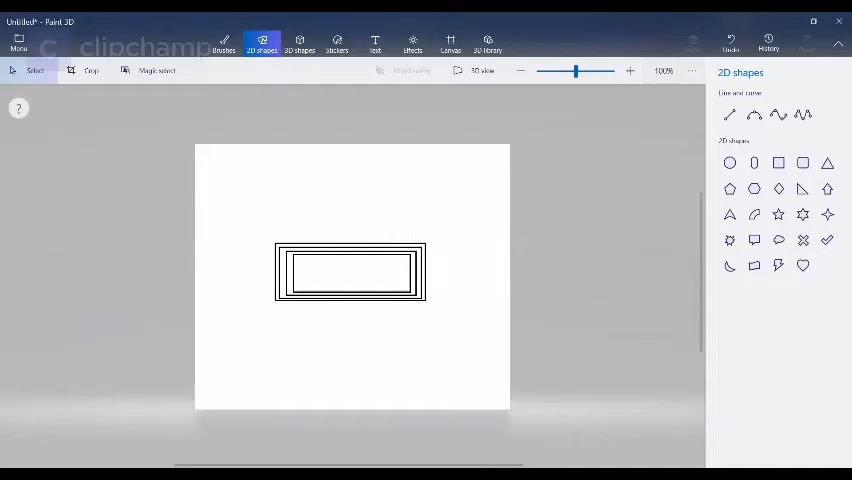 Untitled* - Paint 3D
Menu
clipchamp
Brushes
2D shapes
3D shapes
Stickers
Text
Effects
Canvas
3D library
Undo
History
Select
Crop
Magic select
Mixed reality
3D view
100%
2D shapes
Line and curve
2D shapes
?